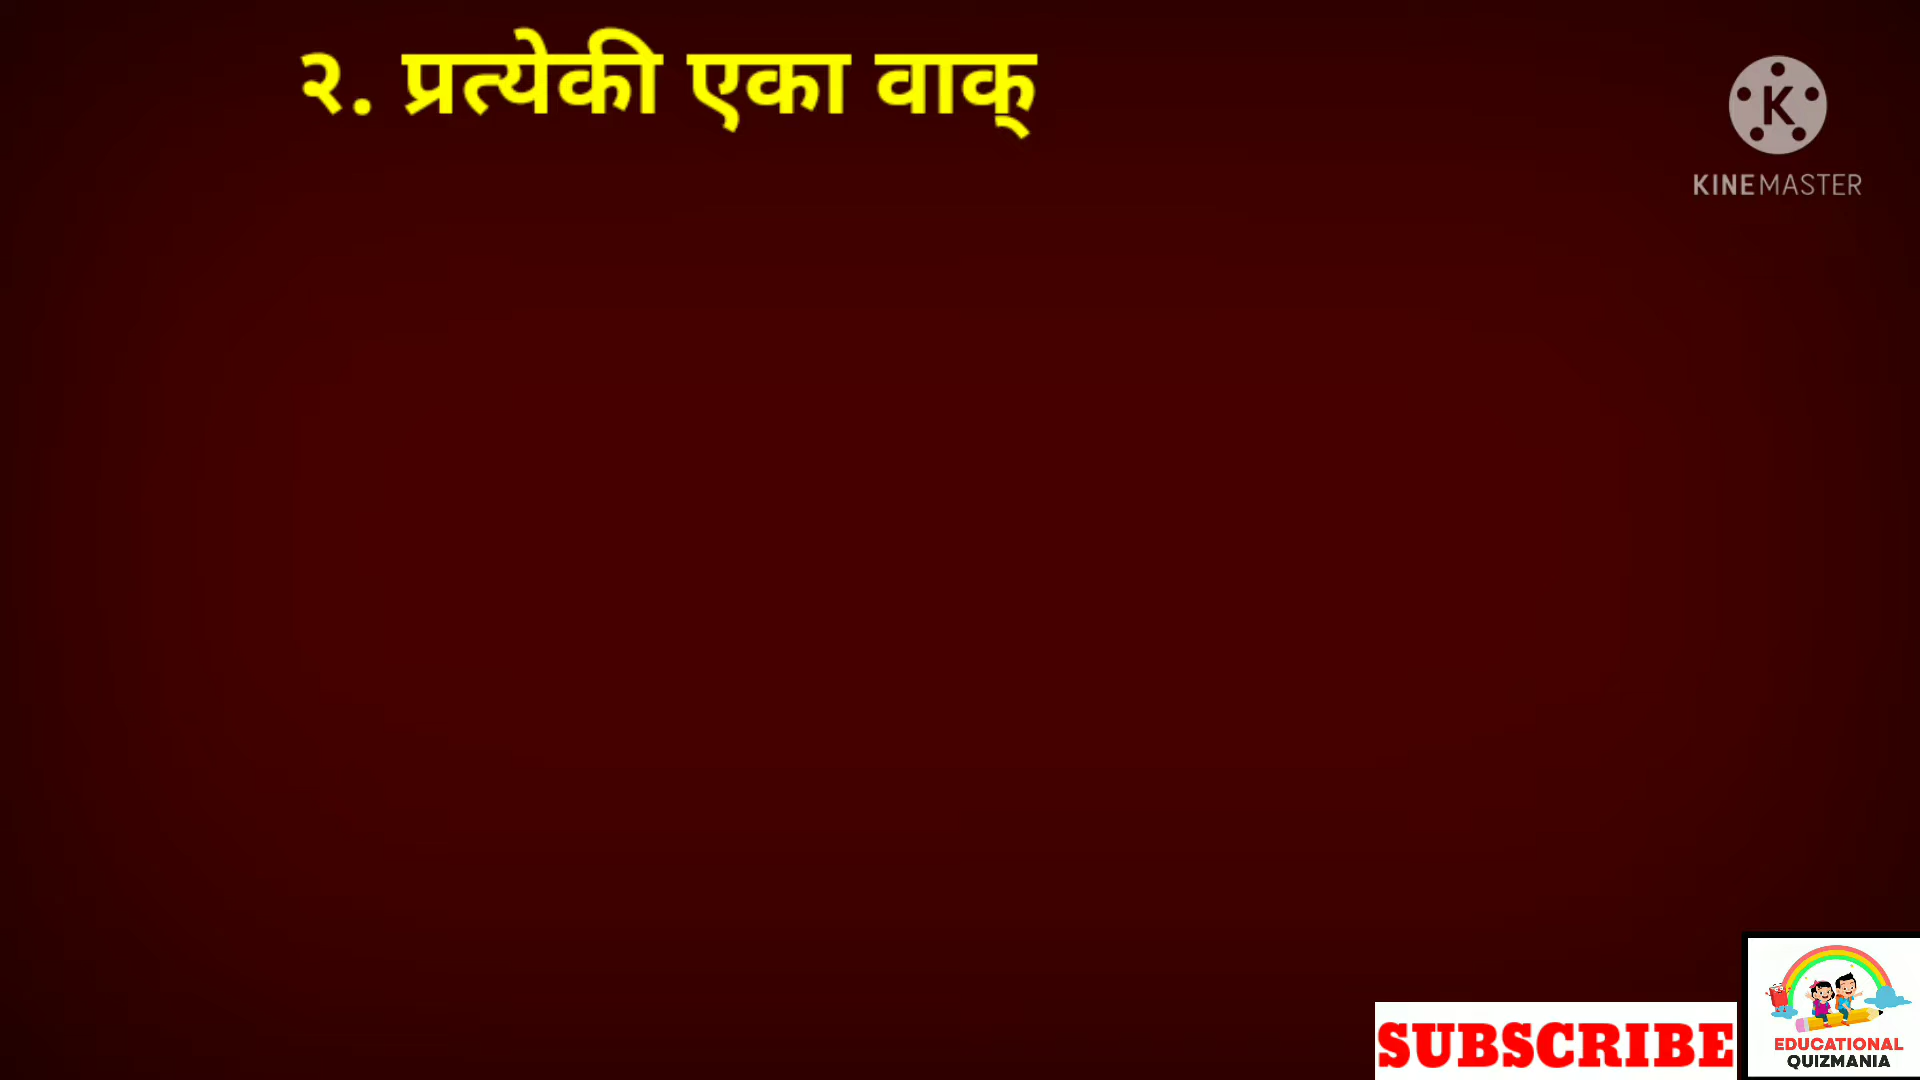 २. प्रत्येकी एका वाक्
K
KINEMASTER
SUBSCRIBE
EDUCATIONAL
QUIZMANIA